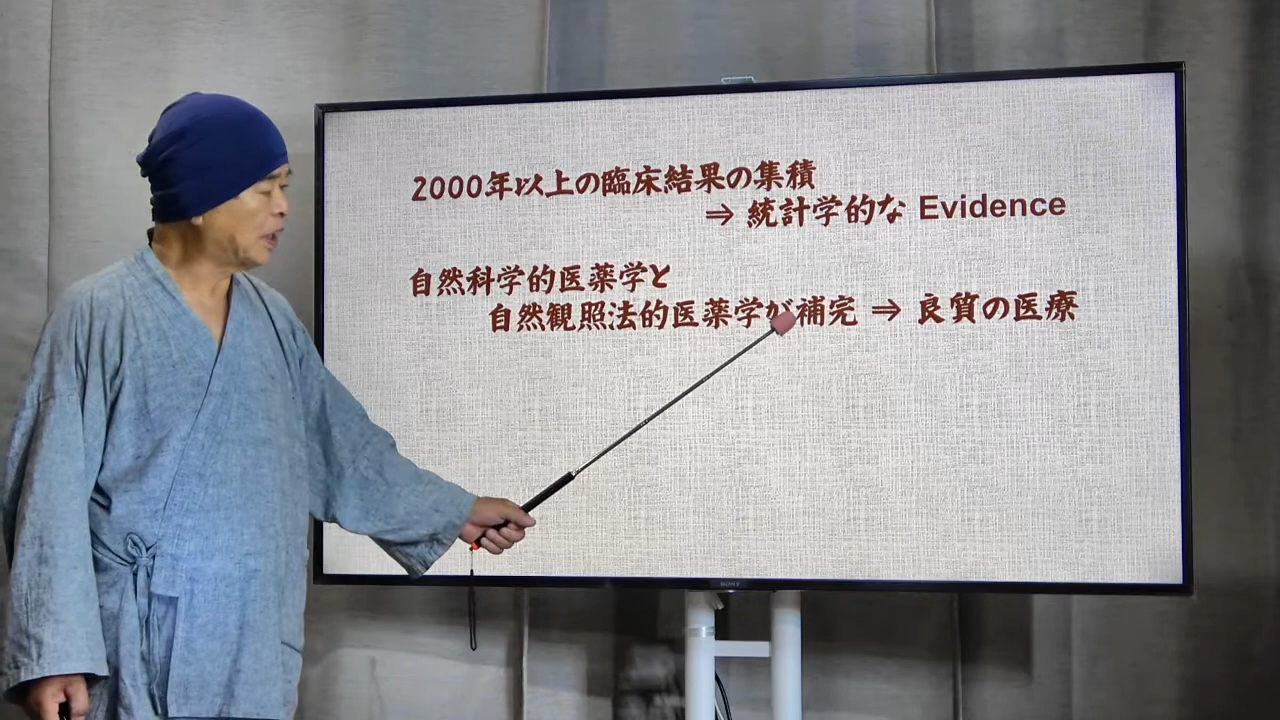 2000年以上の臨床結果の集積
⇒ 統計学的な Evidence
自然科学的医薬学と
自然観照法的医薬学が補完 ⇒ 良質の医療
SONY